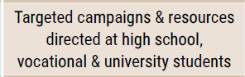 Targeted campaigns & resources
directed at high school,
vocational & university students